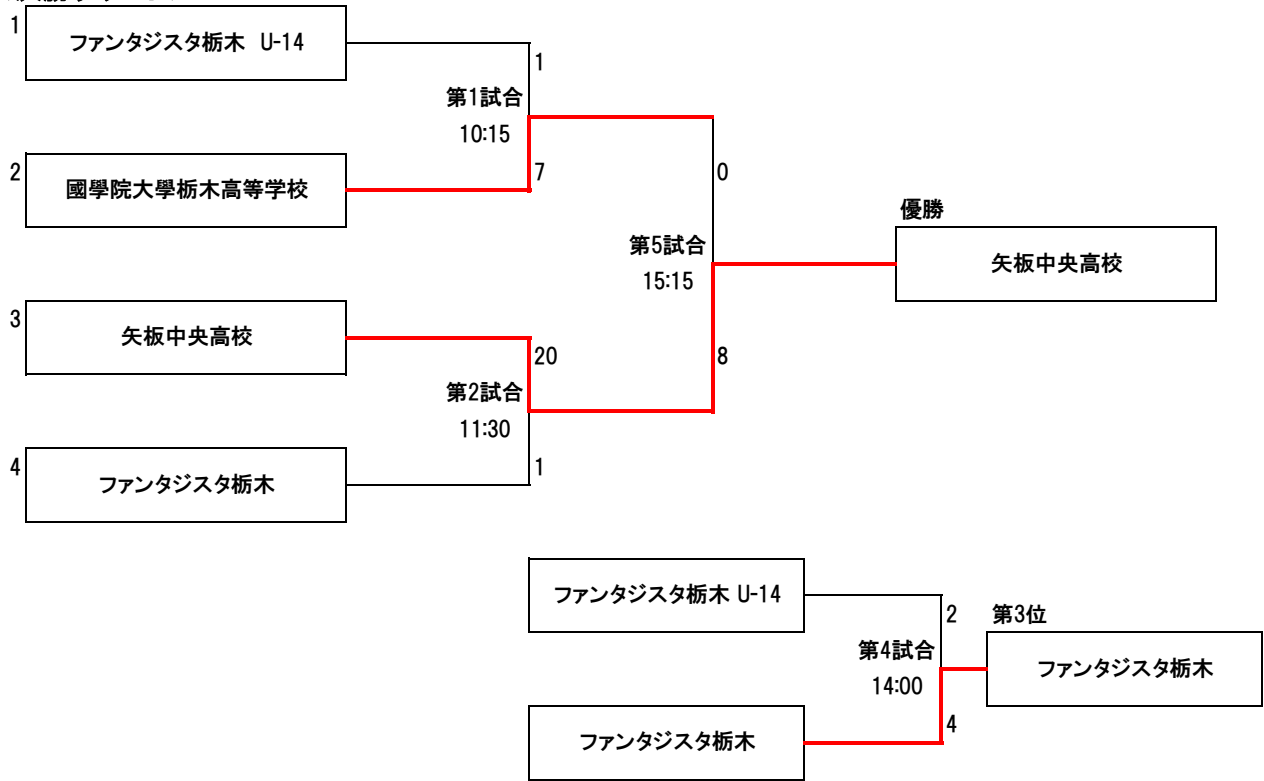 1
ファンタジスタ栃木 U-14
1
第1試合
10:15
2
國學院大學栃木高等学校
7
0
優勝
第5試合
15:15
矢板中央高校
3
矢板中央高校
20
8
第2試合
11:30
4
ファンタジスタ栃木
1
ファンタジスタ栃木 U-14
2
第3位
第4試合
14:00
ファンタジスタ栃木
ファンタジスタ栃木
4